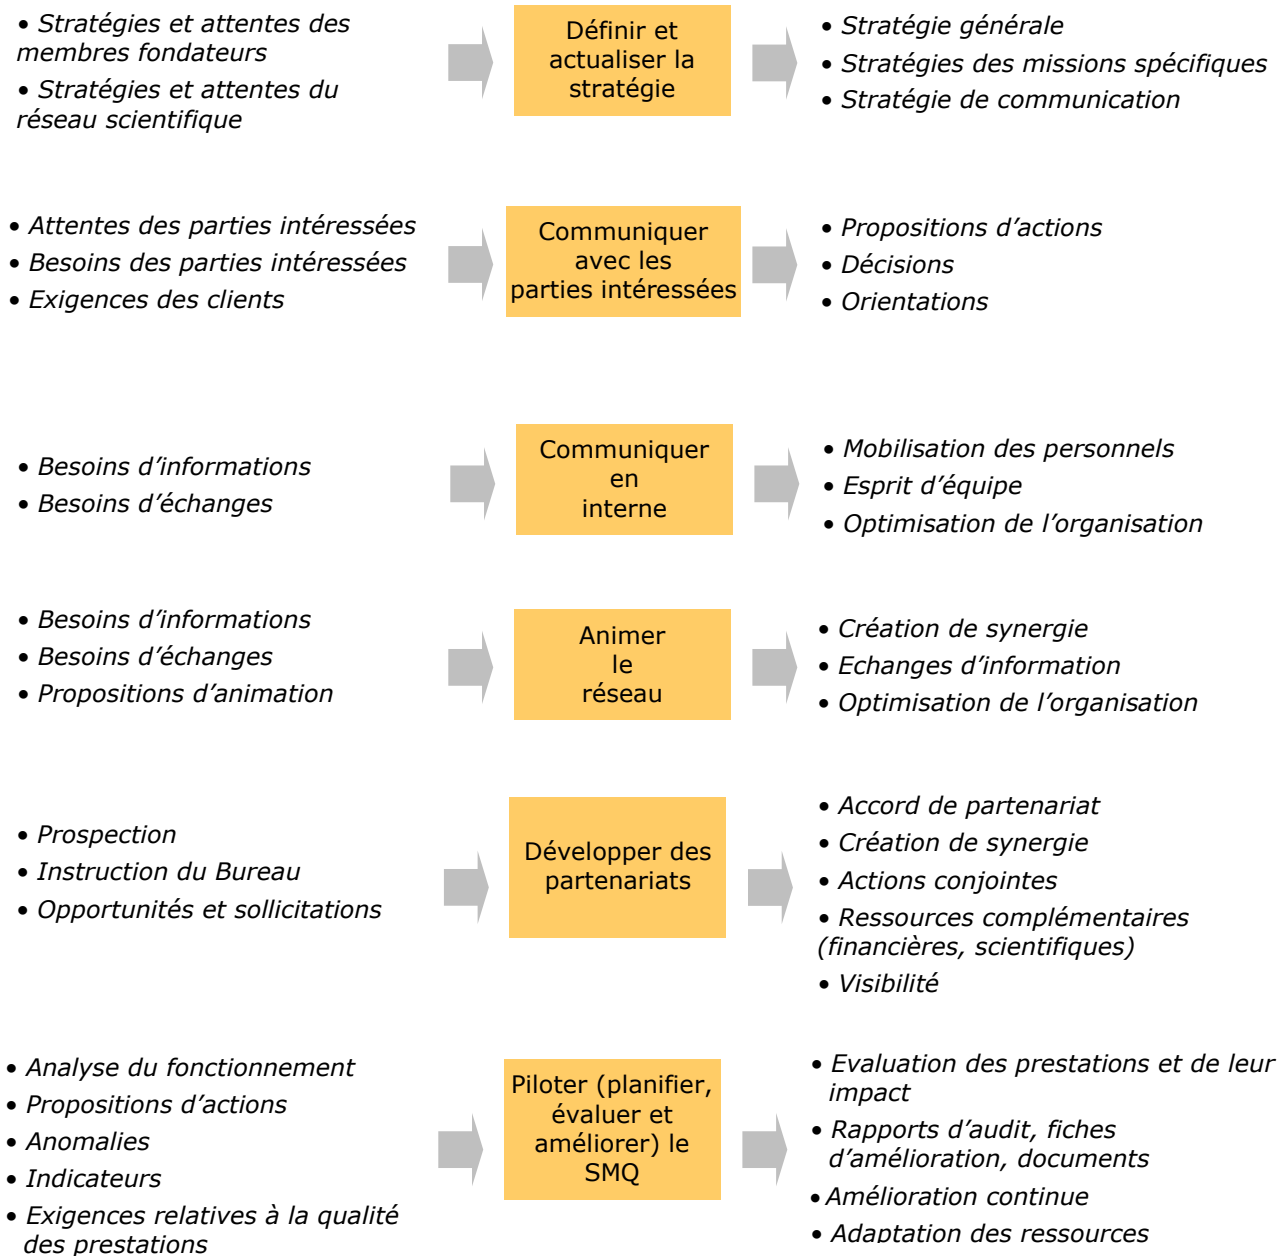 • Stratégies et attentes des
membres fondateurs
• Stratégies et attentes du
réseau scientifique
Définir et
actualiser la
stratégie
• Stratégie générale
• Stratégies des missions spécifiques
• Stratégie de communication
• Attentes des parties intéressées
• Besoins des parties intéressées
• Exigences des clients
Communiquer
avec les
parties intéressées
• Propositions d’actions
• Décisions
• Orientations
• Besoins d’informations
• Besoins d’échanges
Communiquer
en
interne
• Mobilisation des personnels
• Esprit d’équipe
• Optimisation de l’organisation
• Besoins d’informations
• Besoins d’échanges
• Propositions d’animation
Animer
le
réseau
• Création de synergie
• Echanges d’information
• Optimisation de l’organisation
• Prospection
• Instruction du Bureau
• Opportunités et sollicitations
Développer des
partenariats
• Accord de partenariat
• Création de synergie
• Actions conjointes
• Ressources complémentaires
(financières, scientifiques)
• Visibilité
• Analyse du fonctionnement
• Propositions d’actions
• Anomalies
• Indicateurs
• Exigences relatives à la qualité
des prestations
Piloter (planifier,
évaluer et
améliorer) le
SMQ
• Evaluation des prestations et de leur
impact
• Rapports d’audit, fiches
d’amélioration, documents
• Amélioration continue
• Adaptation des ressources